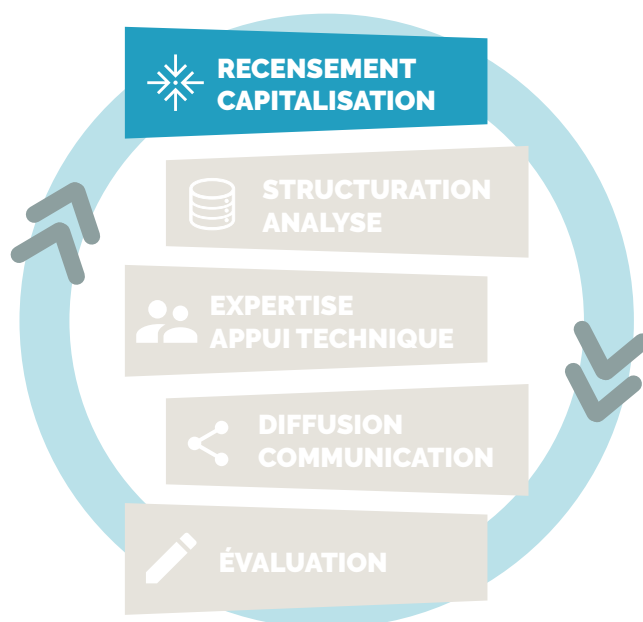 RECENSEMENT
CAPITALISATION
STRUCTURATION
ANALYSE
EXPERTISE
APPUI TECHNIQUE
DIFFUSION
COMMUNICATION
ÉVALUATION